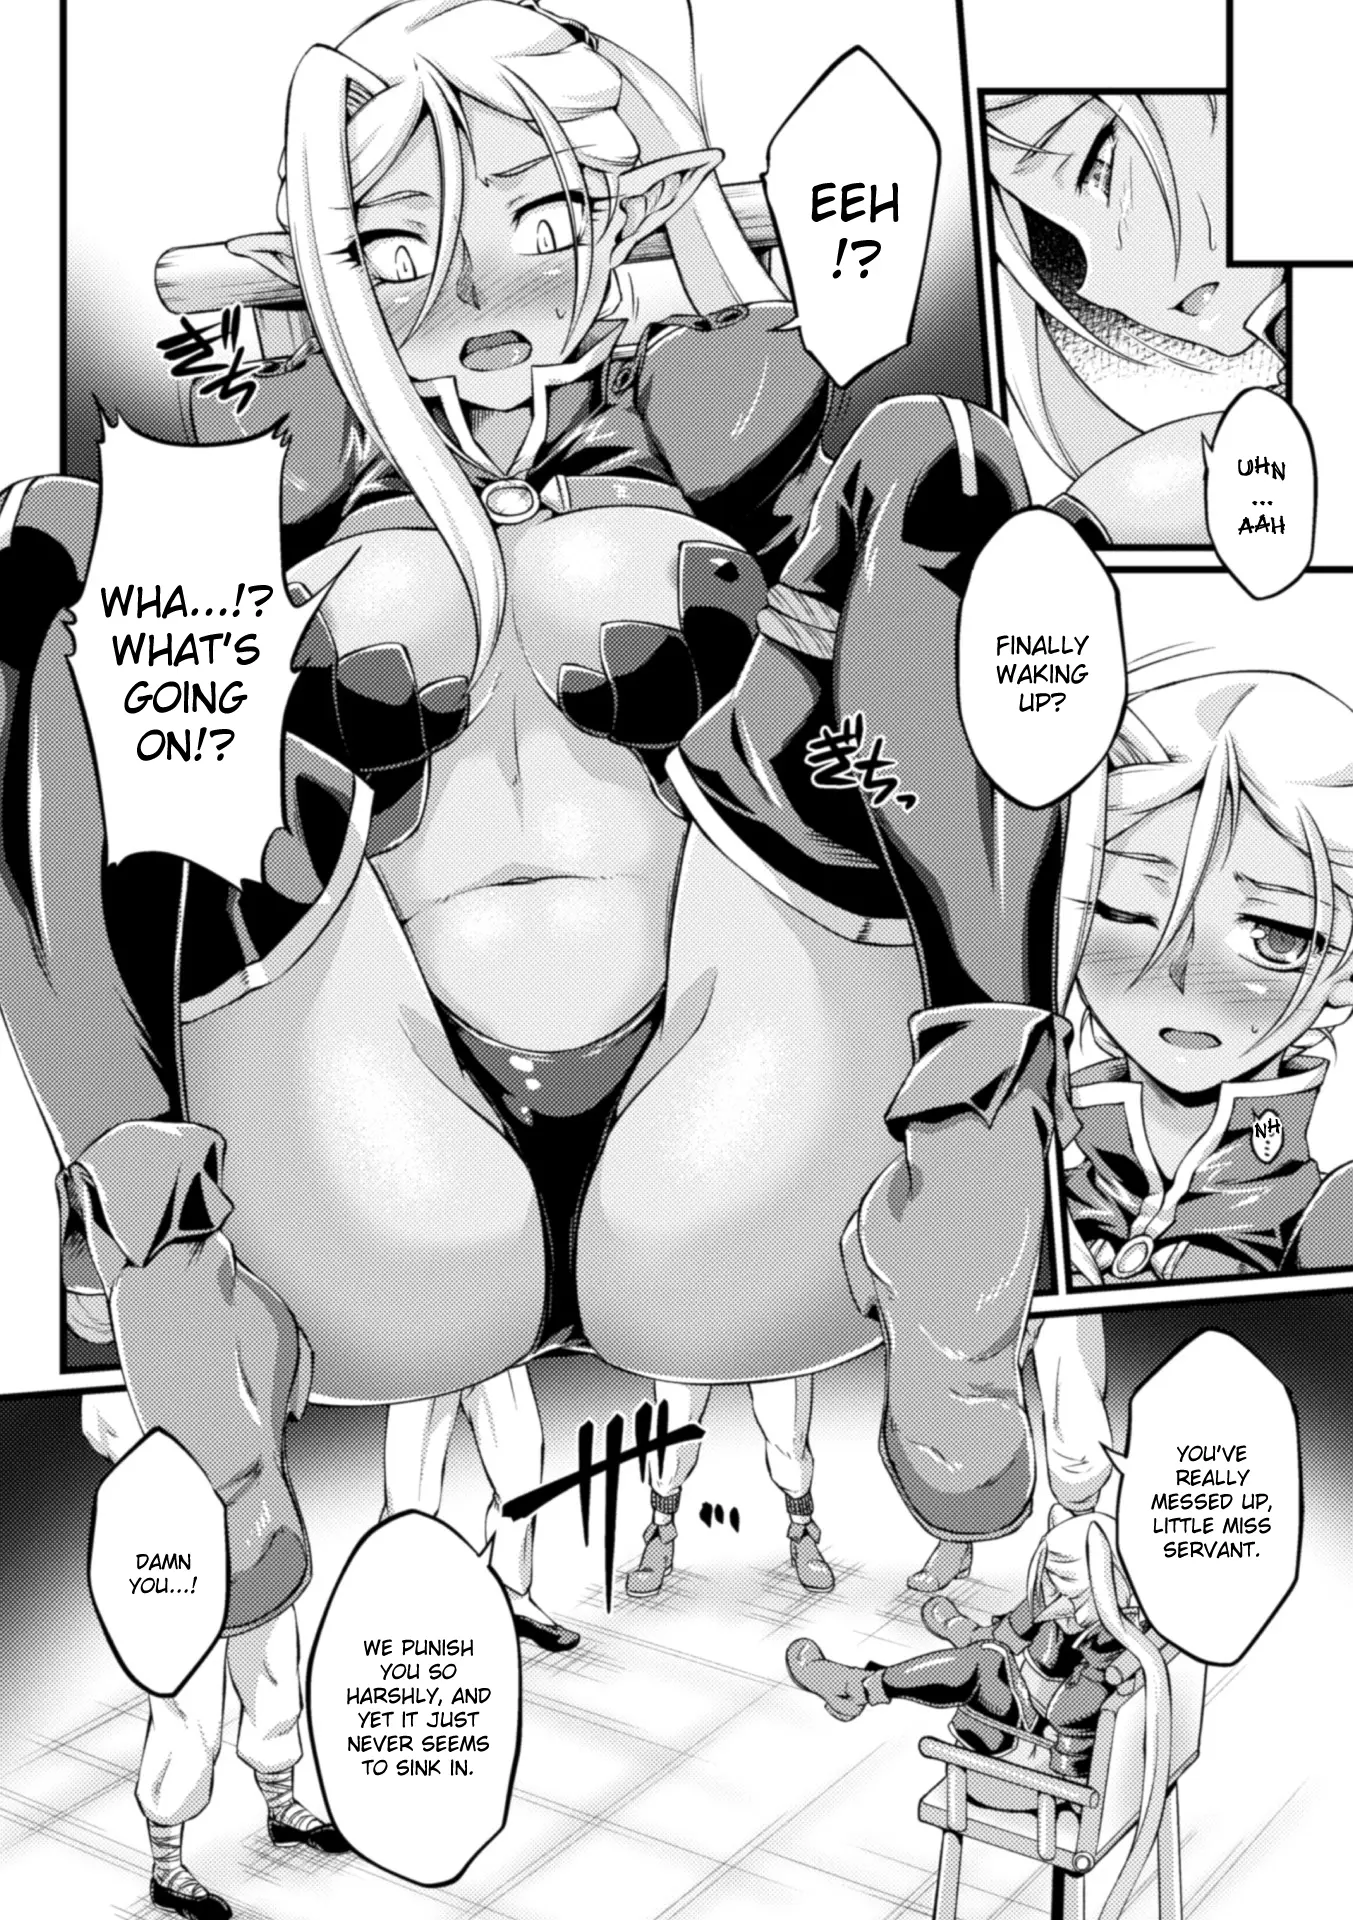 UHN
...
AAH
FINALLY
WAKING
UP?
NH
...
EEH
!?
ぎち
WHA...!?
WHAT'S
GOING
ON!?
ぎちっ
YOU'VE
REALLY
MESSED UP,
LITTLE MISS
SERVANT.
WE PUNISH
YOU SO
HARSHLY, AND
YET IT JUST
NEVER SEEMS
TO SINK IN.
DAMN
YOU...!